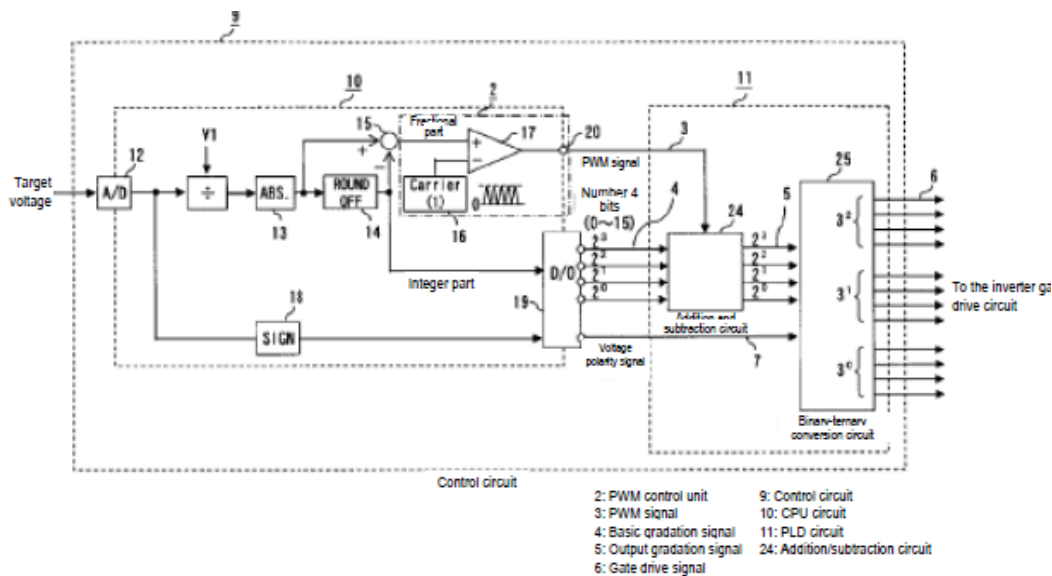 9
10
2
11
Fractional part
15
17
20
3
V1
+
−
+
−
12
PWM signal
25
Target voltage
A/D
÷
ABS.
ROUND OFF
Carrier (1)
0
Number 4 bits (0~15)
4
24
5
6
13
14
16
2³
2²
2¹
2⁰
2³
2²
2¹
2⁰
3²
3¹
3⁰
D/O
Integer part
19
18
SIGN
Addition and subtraction circuit
Voltage polarity signal
7
To the inverter ga
drive circuit
Binary-ternary conversion circuit
Control circuit
2: PWM control unit
3: PWM signal
4: Basic gradation signal
5: Output gradation signal
6: Gate drive signal
9: Control circuit
10: CPU circuit
11: PLD circuit
24: Addition/subtraction circuit